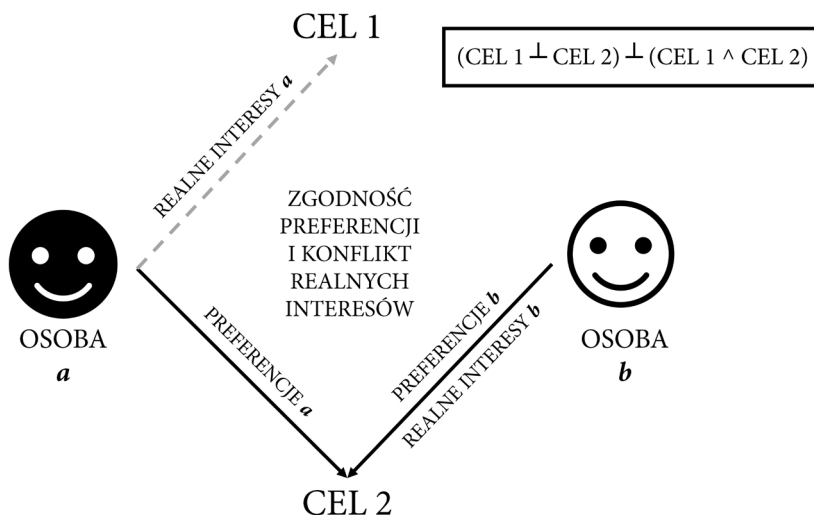 CEL 1
(CEL 1 ┴ CEL 2) ┴ (CEL 1 ^ CEL 2)
REALNE INTERESY a
ZGODNOŚĆ
PREFERENCJI
I KONFLIKT
REALNYCH
INTERESÓW
OSOBA
a
OSOBA
b
PREFERENCJE a
PREFERENCJE b
REALNE INTERESY b
CEL 2